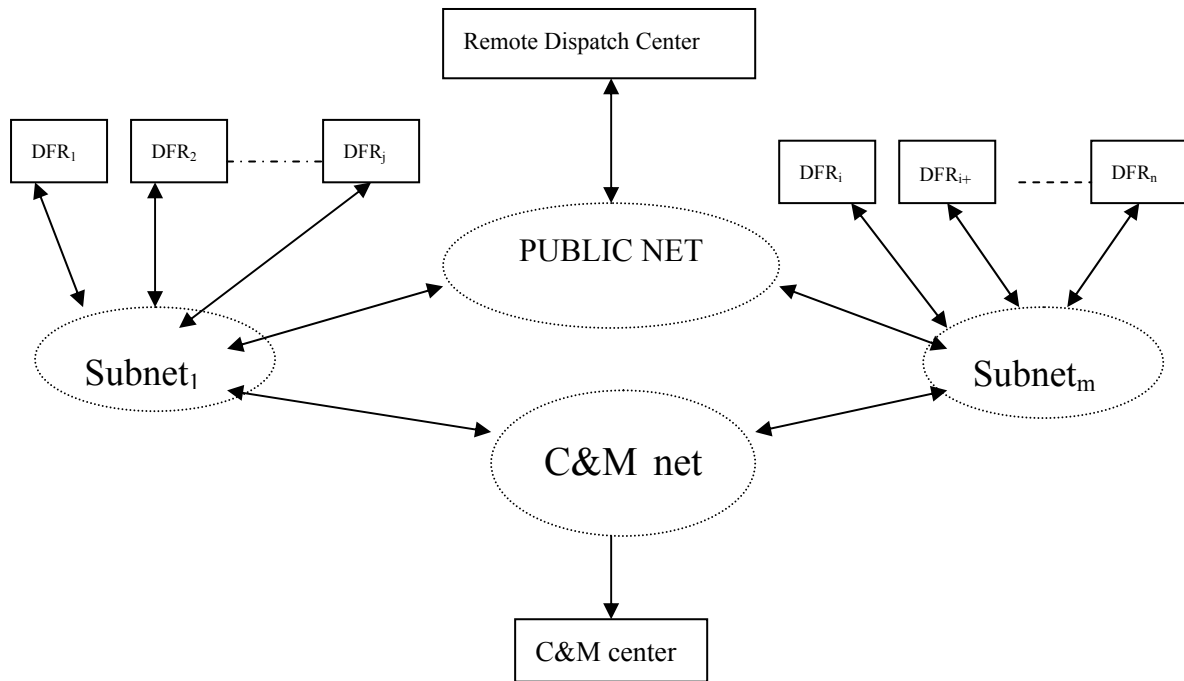 Remote Dispatch Center
DFR₁
DFR₂
DFRⱼ
DFRᵢ
DFRᵢ₊
DFRₙ
PUBLIC NET
Subnet₁
Subnetₘ
C&M net
C&M center